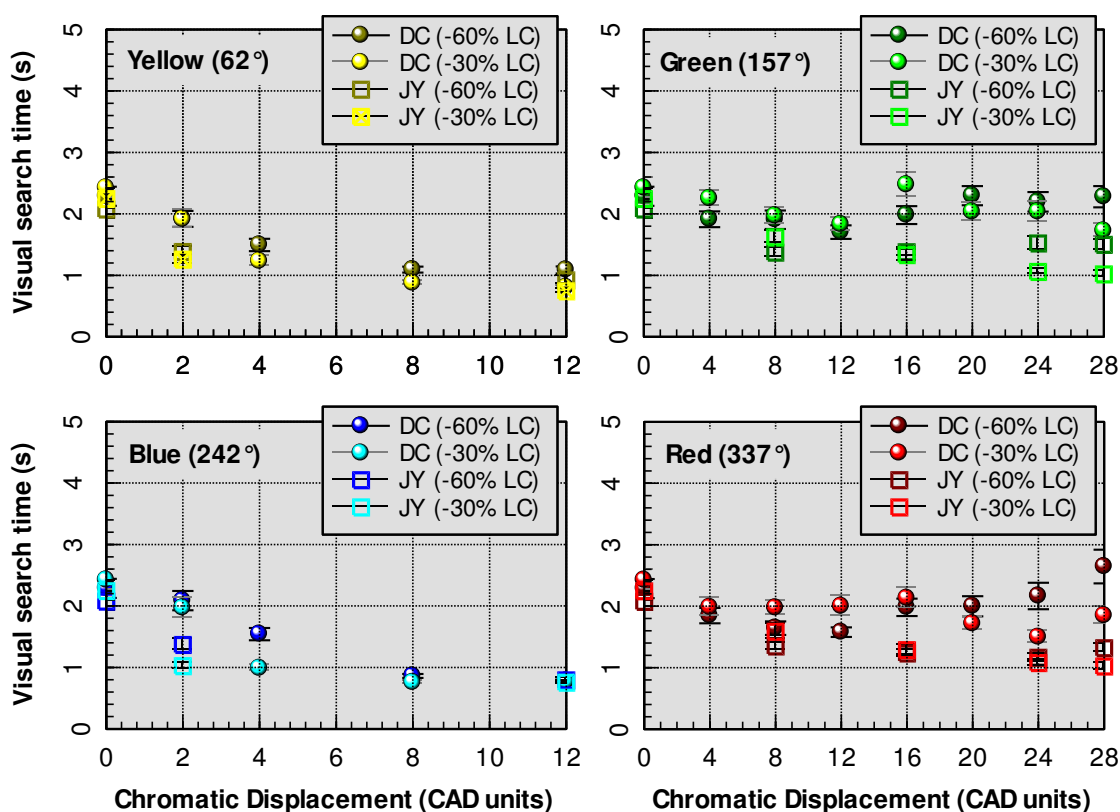 Visual search time (s)
5
4
3
2
1
0
Yellow (62°)
DC (-60% LC)
DC (-30% LC)
JY (-60% LC)
JY (-30% LC)
0 2 4 6 8 10 12
5
4
3
2
1
0
Green (157°)
DC (-60% LC)
DC (-30% LC)
JY (-60% LC)
JY (-30% LC)
0 4 8 12 16 20 24 28
Visual search time (s)
5
4
3
2
1
0
Blue (242°)
DC (-60% LC)
DC (-30% LC)
JY (-60% LC)
JY (-30% LC)
0 2 4 6 8 10 12
Chromatic Displacement (CAD units)
5
4
3
2
1
0
Red (337°)
DC (-60% LC)
DC (-30% LC)
JY (-60% LC)
JY (-30% LC)
0 4 8 12 16 20 24 28
Chromatic Displacement (CAD units)